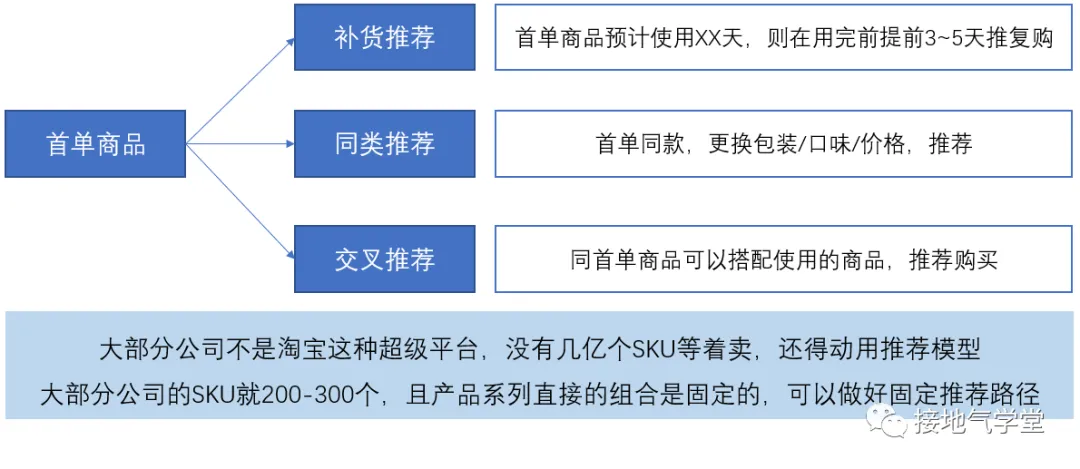 补货推荐
首单商品预计使用XX天，则在用完前提前3~5天推复购
首单商品
同类推荐
首单同款，更换包装/口味/价格，推荐
交叉推荐
同首单商品可以搭配使用的商品，推荐购买
大部分公司不是淘宝这种超级平台，没有几亿个SKU等着卖，还得动用推荐模型
大部分公司的SKU就200-300个，且产品系列直接的组合是固定的，可以做好固定推荐路径
接地气学堂